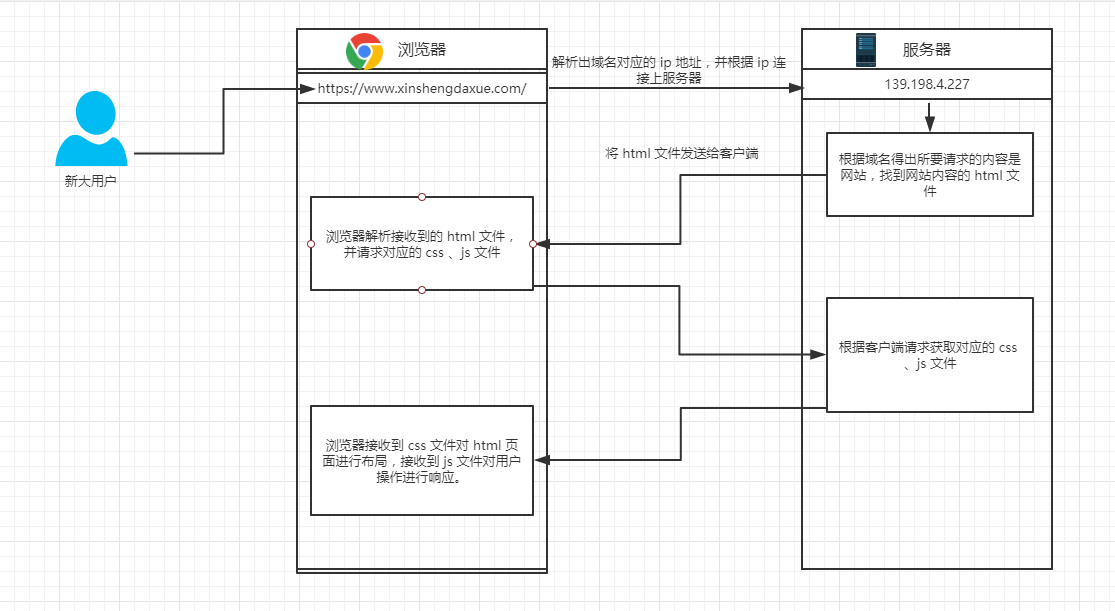 浏览器
服务器
解析出域名对应的 ip 地址，并根据 ip 连
接上服务器
https://www.xinshengdaxue.com/
139.198.4.227
新大用户
将 html 文件发送给客户端
根据域名得出所要请求的内容是
网站，找到网站内容的 html 文
件
浏览器解析接收到的 html 文件，
并请求对应的 css 、js 文件
根据客户端请求获取对应的 css
、js 文件
浏览器接收到 css 文件对 html 页
面进行布局，接收到 js 文件对用户
操作进行响应。